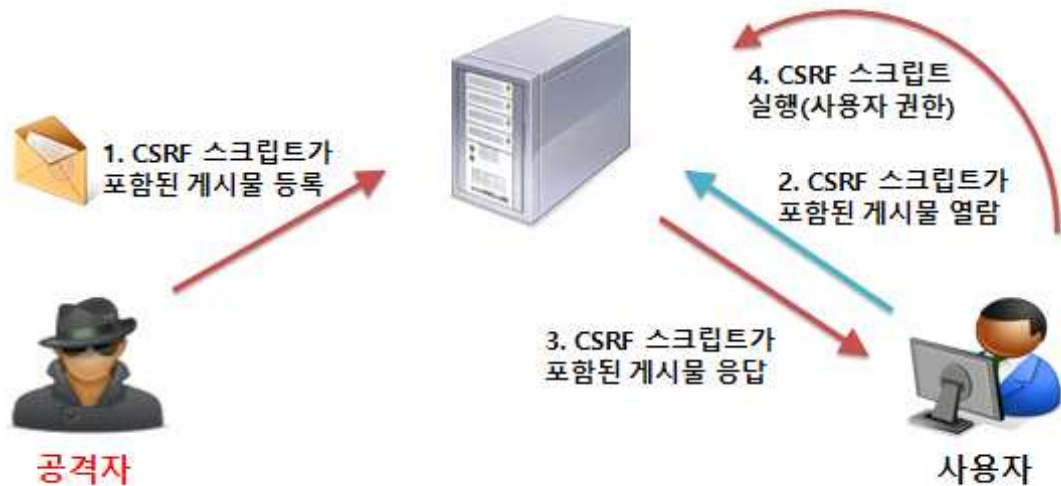 1. CSRF 스크립트가
포함된 게시물 등록
4. CSRF 스크립트
실행(사용자 권한)
2. CSRF 스크립트가
포함된 게시물 열람
3. CSRF 스크립트가
포함된 게시물 응답
공격자
사용자